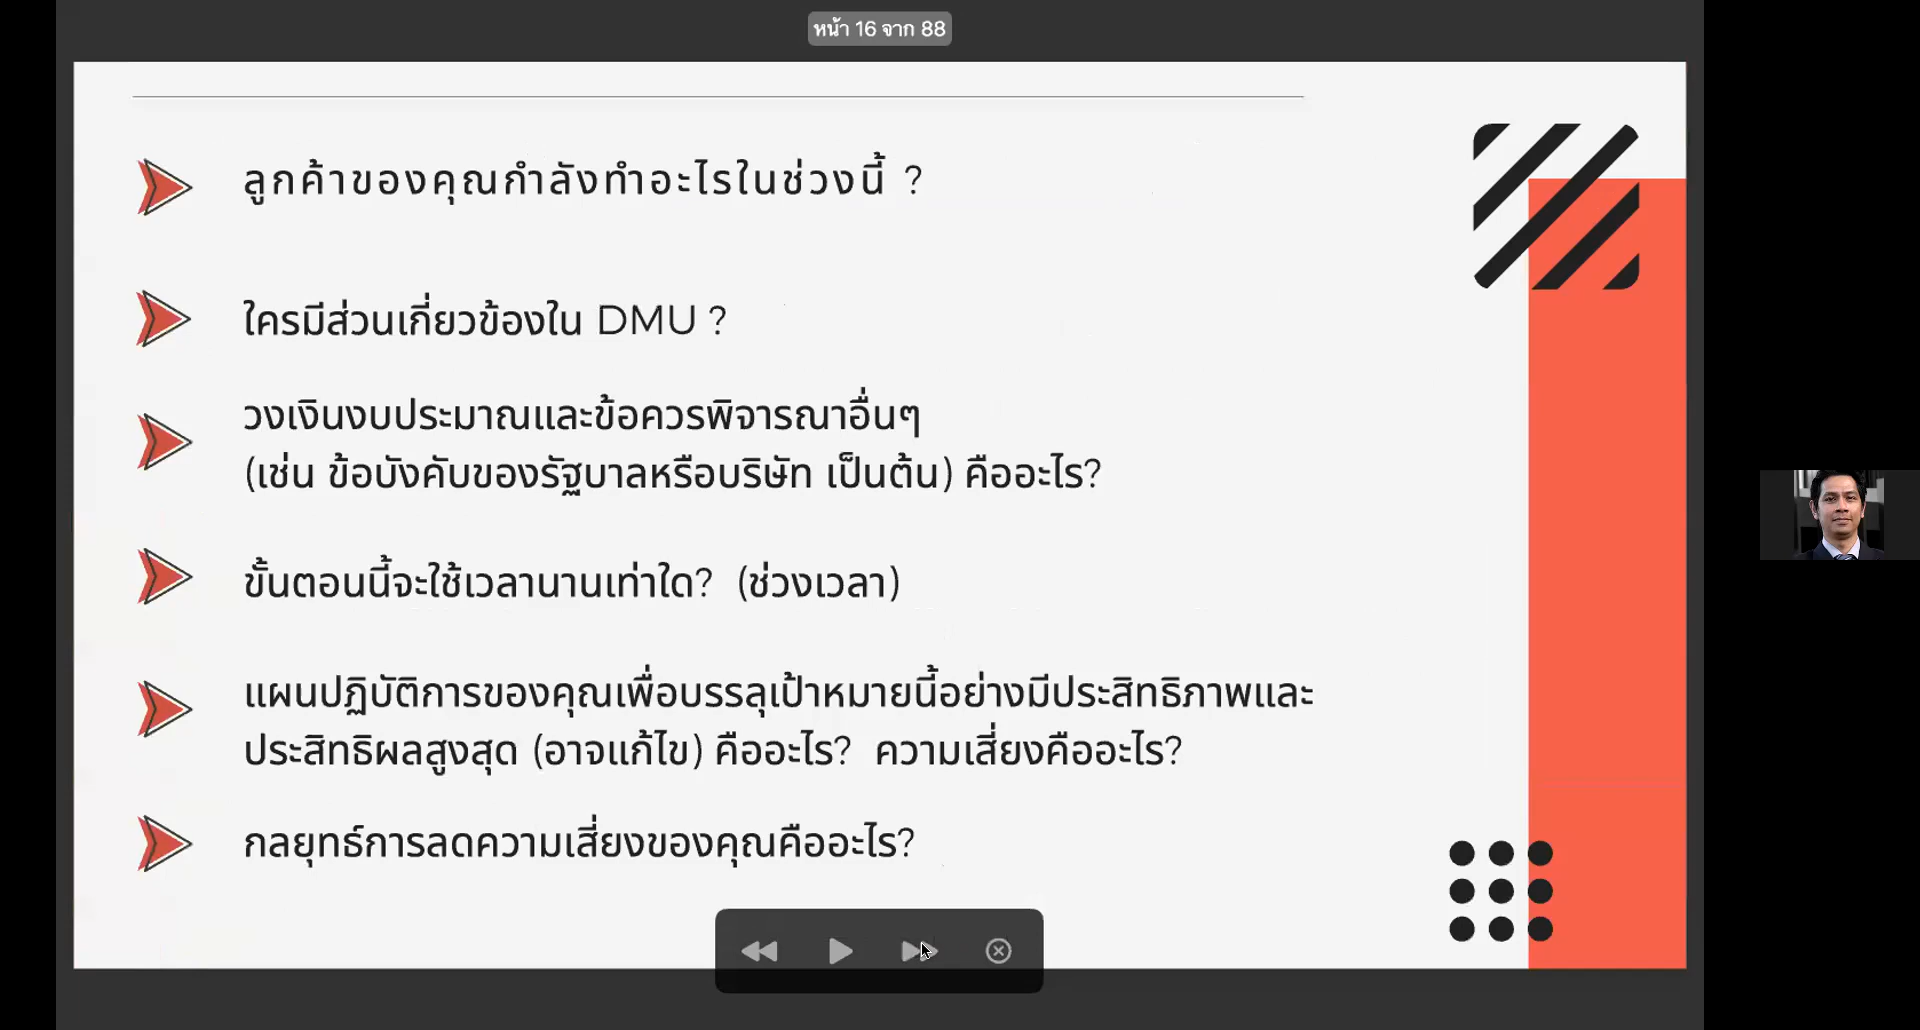 หน้า 16 จาก 88
ลูกค้าของคุณกำลังทำอะไรในช่วงนี้ ?
ใครมีส่วนเกี่ยวข้องใน DMU ?
วงเงินงบประมาณและข้อควรพิจารณาอื่นๆ
(เช่น ข้อบังคับของรัฐบาลหรือบริษัท เป็นต้น) คืออะไร?
ขั้นตอนนี้จะใช้เวลานานเท่าใด? (ช่วงเวลา)
แผนปฏิบัติการของคุณเพื่อบรรลุเป้าหมายนี้อย่างมีประสิทธิภาพและ
ประสิทธิผลสูงสุด (อาจแก้ไข) คืออะไร? ความเสี่ยงคืออะไร?
กลยุทธ์การลดความเสี่ยงของคุณคืออะไร?